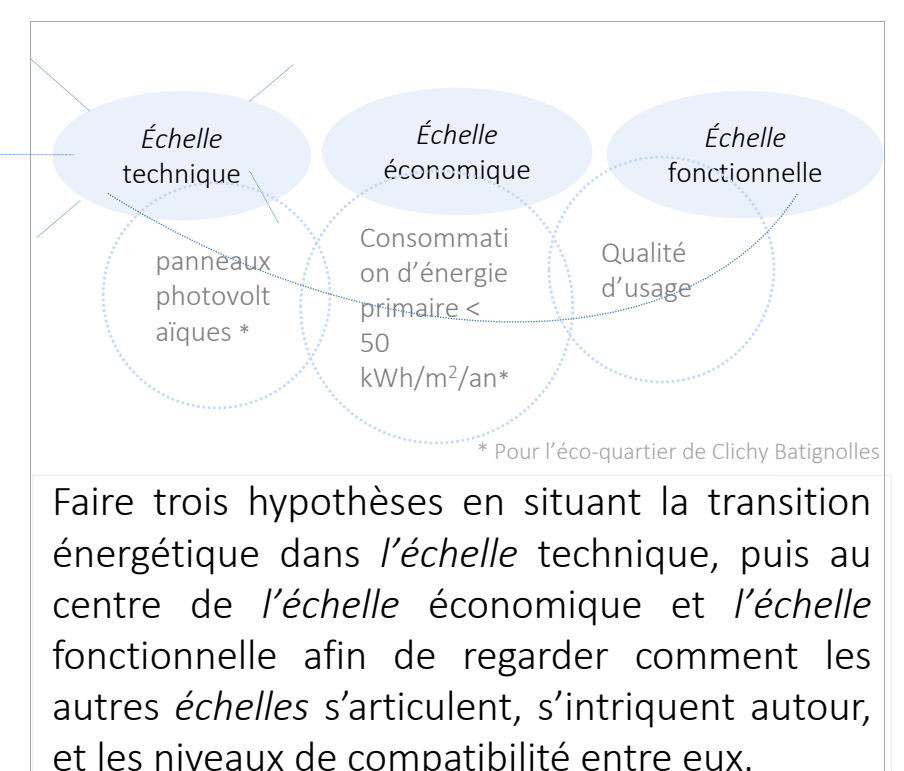 Échelle
technique
Échelle
économique
Échelle
fonctionnelle
panneaux
photovolt
aïques *
Consommati
on d’énergie
primaire <
50
kWh/m²/an*
Qualité
d’usage
* Pour l’éco-quartier de Clichy Batignolles
Faire trois hypothèses en situant la transition
énergétique dans l’échelle technique, puis au
centre de l’échelle économique et l’échelle
fonctionnelle afin de regarder comment les
autres échelles s’articulent, s’intriquent autour,
et les niveaux de compatibilité entre eux.